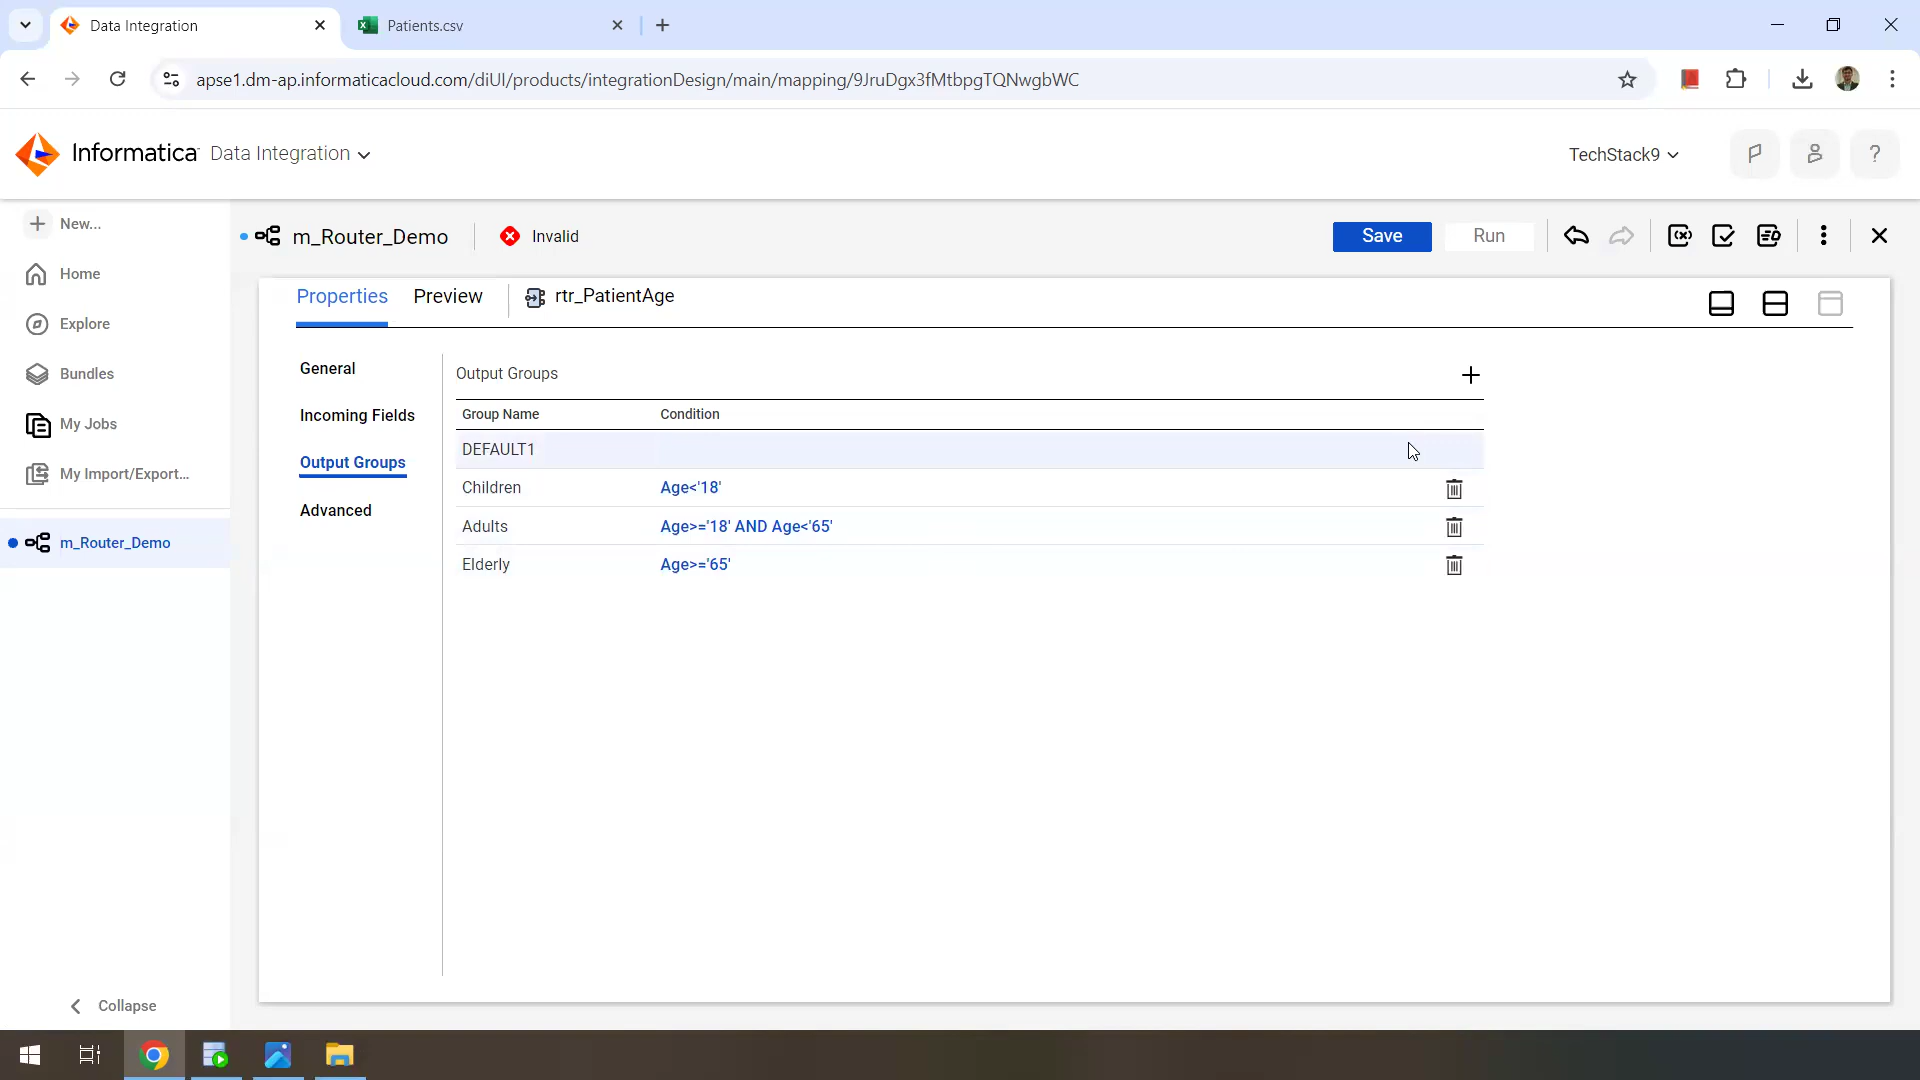 Data Integration
Patients.csv
apse1.dm-ap.informaticacloud.com/diUI/products/integrationDesign/main/mapping/9JruDgx3fMtbpgTQNwgbWC
Informatica Data Integration
TechStack9
?
New...
Home
Explore
Bundles
My Jobs
My Import/Export...
m_Router_Demo
Collapse
m_Router_Demo
Invalid
Save
Run
Properties
Preview
rtr_PatientAge
General
Incoming Fields
Output Groups
Advanced
Output Groups
Group Name Condition
DEFAULT1
Children Age<'18'
Adults Age>='18' AND Age<'65'
Elderly Age>='65'